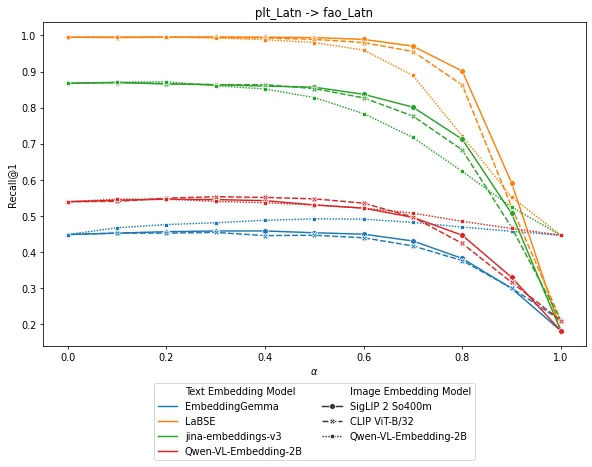 plt_Latn -> fao_Latn
Recall@1
1.0
0.9
0.8
0.7
0.6
0.5
0.4
0.3
0.2
0.0 0.2 0.4 0.6 0.8 1.0
α
Text Embedding Model Image Embedding Model
EmbeddingGemma SigLIP 2 So400m
LaBSE CLIP ViT-B/32
jina-embeddings-v3 Qwen-VL-Embedding-2B
Qwen-VL-Embedding-2B